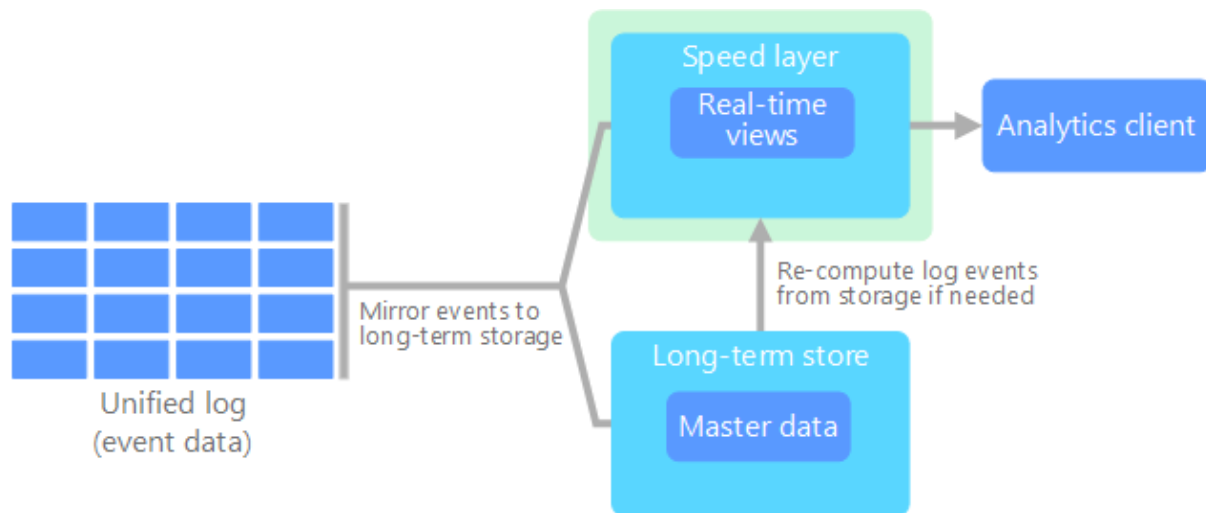 Speed layer
Real-time
views
Analytics client
Re-compute log events
from storage if needed
Mirror events to
long-term storage
Long-term store
Master data
Unified log
(event data)